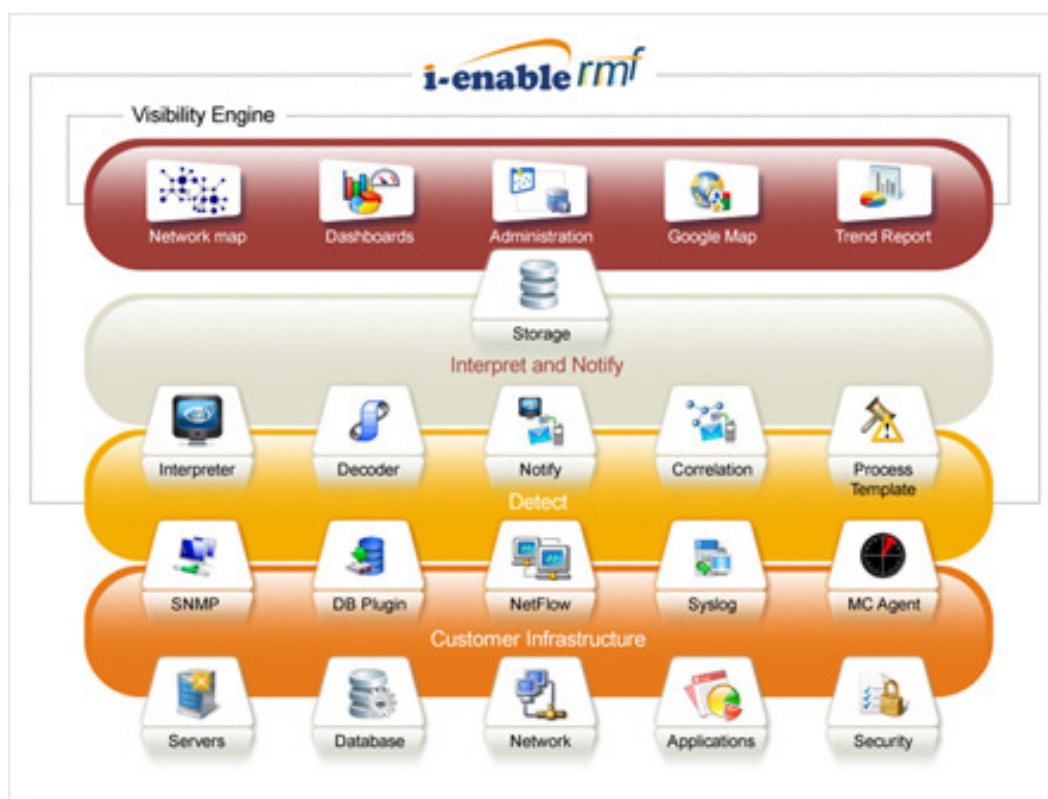 i-enable rmf
Visibility Engine
Network map
Dashboards
Administration
Google Map
Trend Report
Storage
Interpret and Notify
Interpreter
Decoder
Notify
Correlation
Process
Template
Detect
SNMP
DB Plugin
NetFlow
Syslog
MC Agent
Customer Infrastructure
Servers
Database
Network
Applications
Security